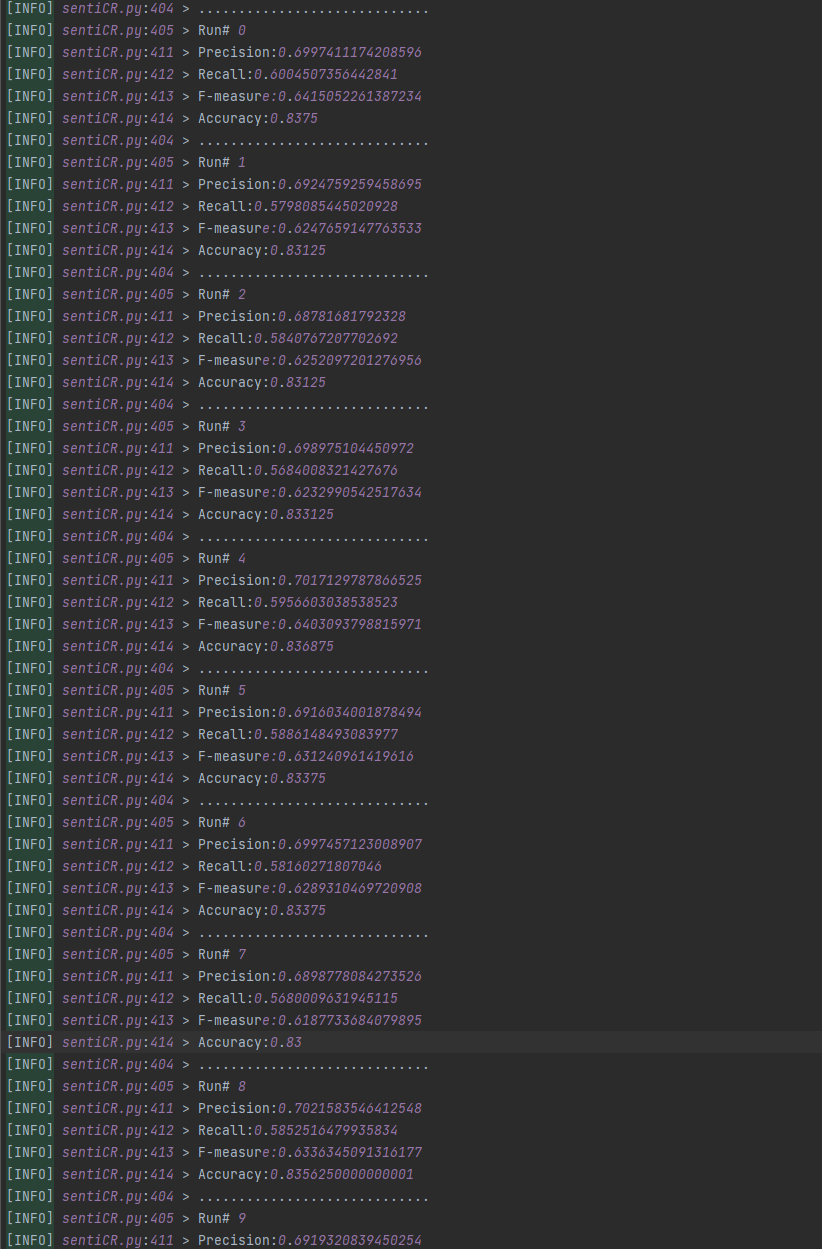 [INFO] sentiCR.py:404 > .............................
[INFO] sentiCR.py:405 > Run# 0
[INFO] sentiCR.py:411 > Precision:0.6997411174208596
[INFO] sentiCR.py:412 > Recall:0.6004507356442841
[INFO] sentiCR.py:413 > F-measure:0.6415052261387234
[INFO] sentiCR.py:414 > Accuracy:0.8375
[INFO] sentiCR.py:404 > .............................
[INFO] sentiCR.py:405 > Run# 1
[INFO] sentiCR.py:411 > Precision:0.6924759259458695
[INFO] sentiCR.py:412 > Recall:0.5798085445020928
[INFO] sentiCR.py:413 > F-measure:0.6247659147763533
[INFO] sentiCR.py:414 > Accuracy:0.83125
[INFO] sentiCR.py:404 > .............................
[INFO] sentiCR.py:405 > Run# 2
[INFO] sentiCR.py:411 > Precision:0.68781681792328
[INFO] sentiCR.py:412 > Recall:0.5840767207702692
[INFO] sentiCR.py:413 > F-measure:0.6252097201276956
[INFO] sentiCR.py:414 > Accuracy:0.83125
[INFO] sentiCR.py:404 > .............................
[INFO] sentiCR.py:405 > Run# 3
[INFO] sentiCR.py:411 > Precision:0.698975104450972
[INFO] sentiCR.py:412 > Recall:0.5684008321427676
[INFO] sentiCR.py:413 > F-measure:0.6232990542517634
[INFO] sentiCR.py:414 > Accuracy:0.833125
[INFO] sentiCR.py:404 > .............................
[INFO] sentiCR.py:405 > Run# 4
[INFO] sentiCR.py:411 > Precision:0.7017129787866525
[INFO] sentiCR.py:412 > Recall:0.5956603038538523
[INFO] sentiCR.py:413 > F-measure:0.6403093798815971
[INFO] sentiCR.py:414 > Accuracy:0.836875
[INFO] sentiCR.py:404 > .............................
[INFO] sentiCR.py:405 > Run# 5
[INFO] sentiCR.py:411 > Precision:0.6916034001878494
[INFO] sentiCR.py:412 > Recall:0.5886148493083977
[INFO] sentiCR.py:413 > F-measure:0.631240961419616
[INFO] sentiCR.py:414 > Accuracy:0.83375
[INFO] sentiCR.py:404 > .............................
[INFO] sentiCR.py:405 > Run# 6
[INFO] sentiCR.py:411 > Precision:0.6997457123008907
[INFO] sentiCR.py:412 > Recall:0.58160271807046
[INFO] sentiCR.py:413 > F-measure:0.6289310469720908
[INFO] sentiCR.py:414 > Accuracy:0.83375
[INFO] sentiCR.py:404 > .............................
[INFO] sentiCR.py:405 > Run# 7
[INFO] sentiCR.py:411 > Precision:0.6898778084273526
[INFO] sentiCR.py:412 > Recall:0.5680009631945115
[INFO] sentiCR.py:413 > F-measure:0.6187733684079895
[INFO] sentiCR.py:414 > Accuracy:0.83
[INFO] sentiCR.py:404 > .............................
[INFO] sentiCR.py:405 > Run# 8
[INFO] sentiCR.py:411 > Precision:0.7021583546412548
[INFO] sentiCR.py:412 > Recall:0.5852516479935834
[INFO] sentiCR.py:413 > F-measure:0.6336345091316177
[INFO] sentiCR.py:414 > Accuracy:0.8356250000000001
[INFO] sentiCR.py:404 > .............................
[INFO] sentiCR.py:405 > Run# 9
[INFO] sentiCR.py:411 > Precision:0.6919320839450254